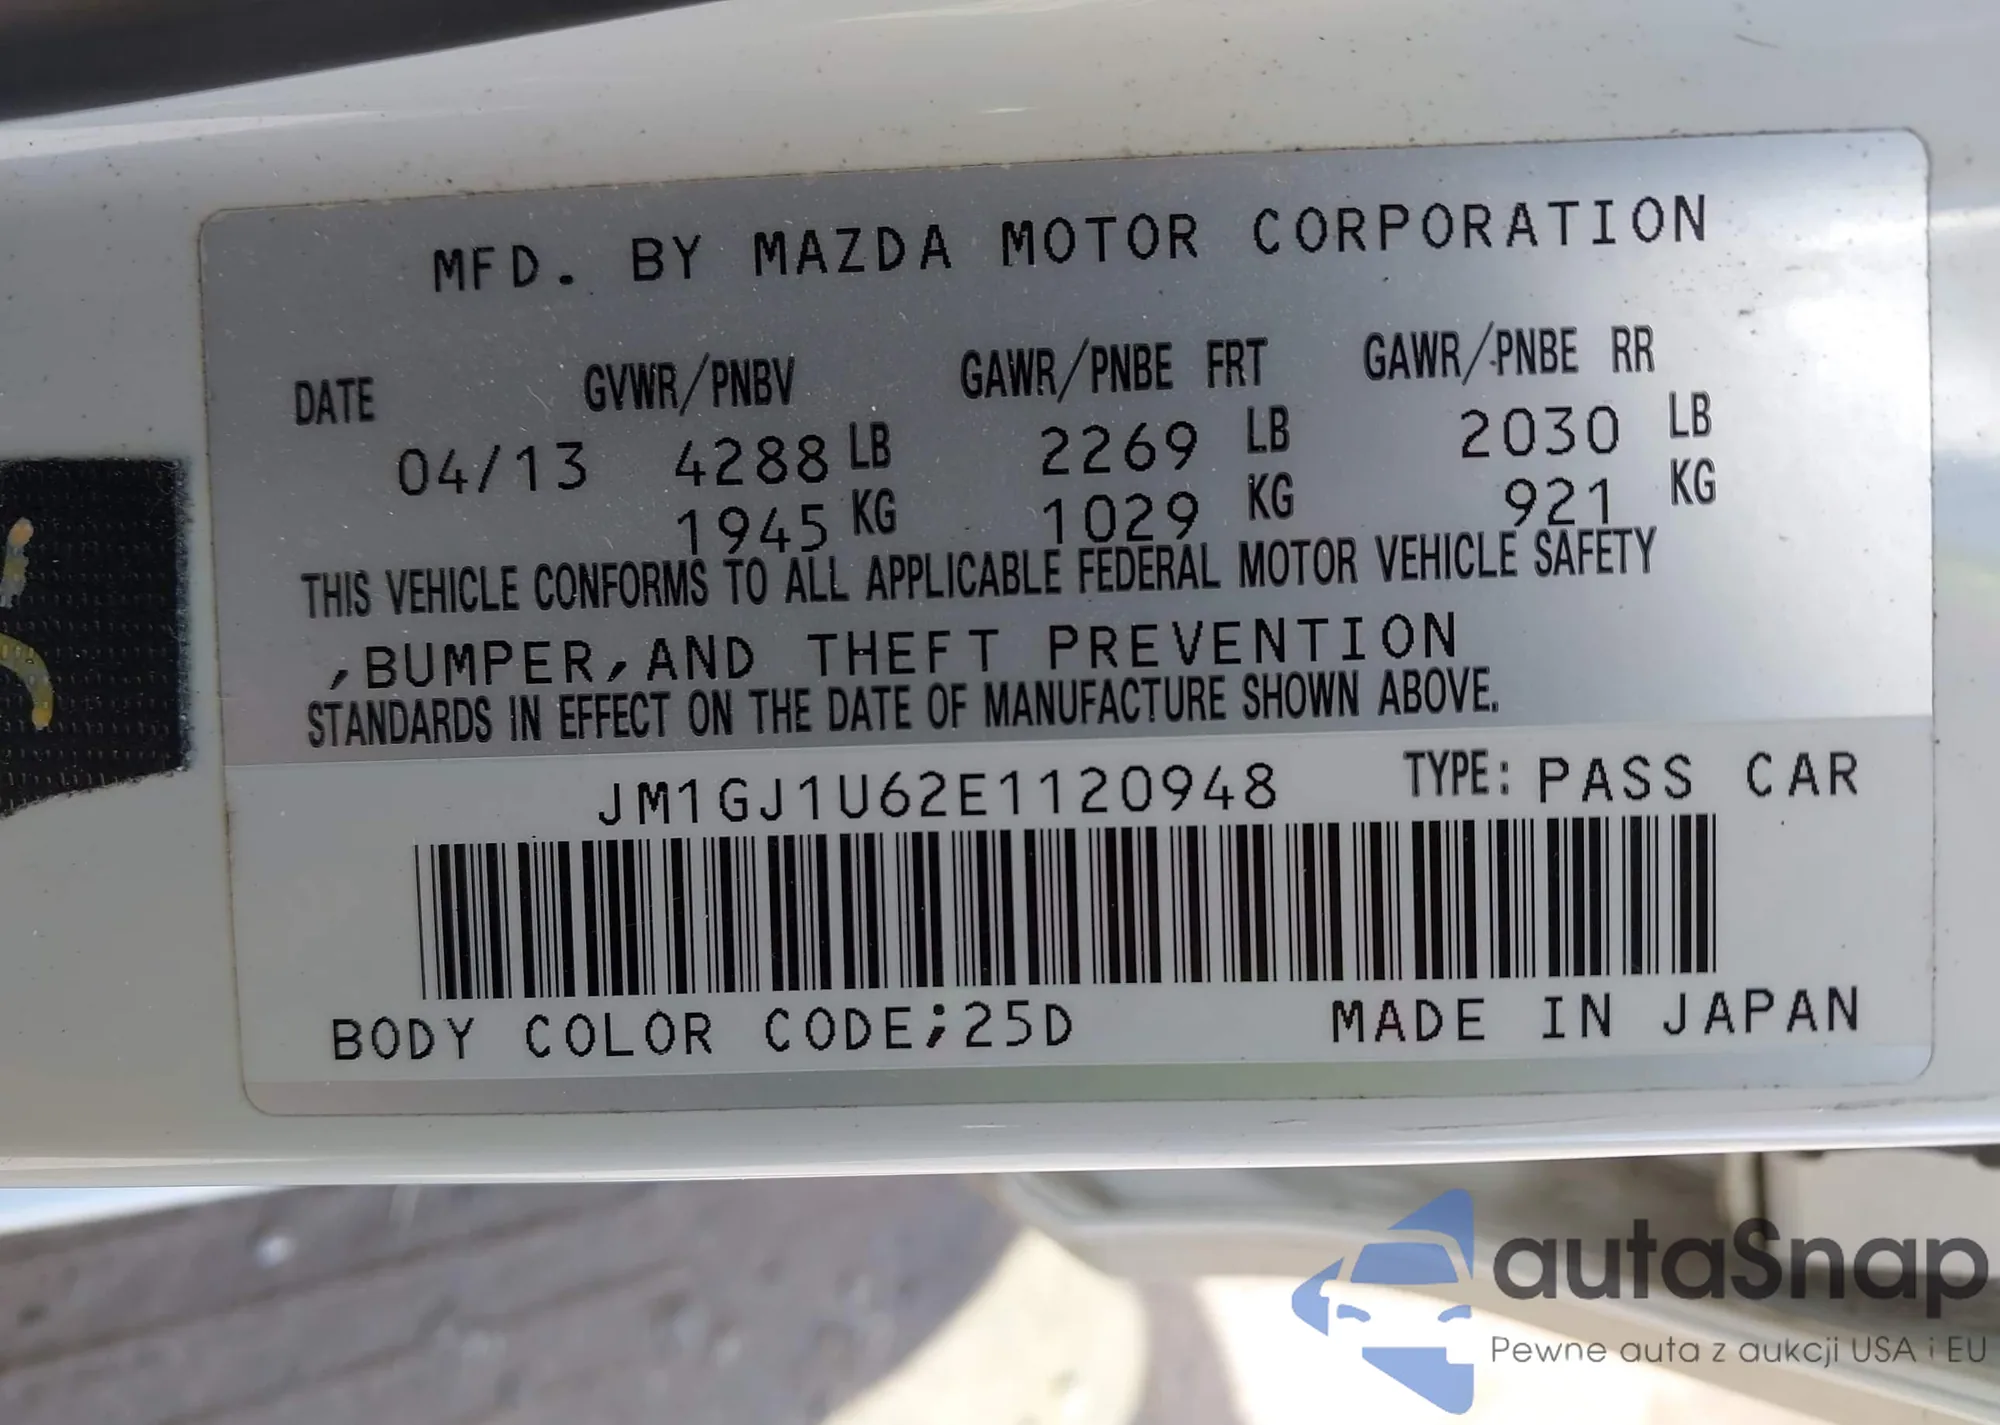 MFD. BY MAZDA MOTOR CORPORATION
DATE GVWR/PNBV GAWR/PNBE FRT GAWR/PNBE RR
04/13 4288 LB 2269 LB 2030 LB
1945 KG 1029 KG 921 KG
THIS VEHICLE CONFORMS TO ALL APPLICABLE FEDERAL MOTOR VEHICLE SAFETY
,BUMPER,AND THEFT PREVENTION
STANDARDS IN EFFECT ON THE DATE OF MANUFACTURE SHOWN ABOVE.
JM1GJ1U62E1120948 TYPE: PASS CAR
BODY COLOR CODE;25D MADE IN JAPAN
autaSnap
Pewne auta z aukcji USA i EU